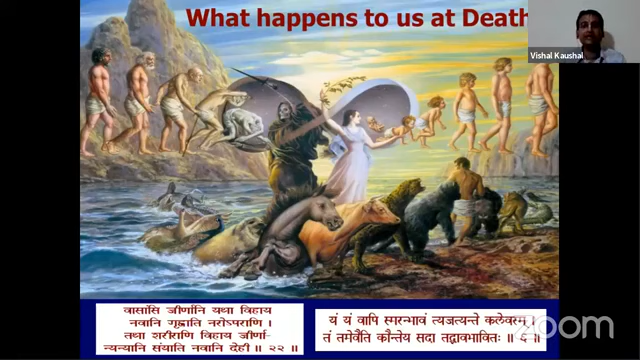 What happens to us at Death
Vishal Kaushal
वासांसि जीर्णानि यथा विहाय
नवानि गृह्णाति नरोऽपराणि ।
तथा शरीराणि विहाय जीर्णा-
न्यन्यानि संयाति नवानि देही ॥ २२ ॥
यं यं वापि स्मरन्भावं त्यजत्यन्ते कलेवरम् ।
तं तमेवैति कौन्तेय सदा तद्भावभावितः ॥ ६ ॥
zoom